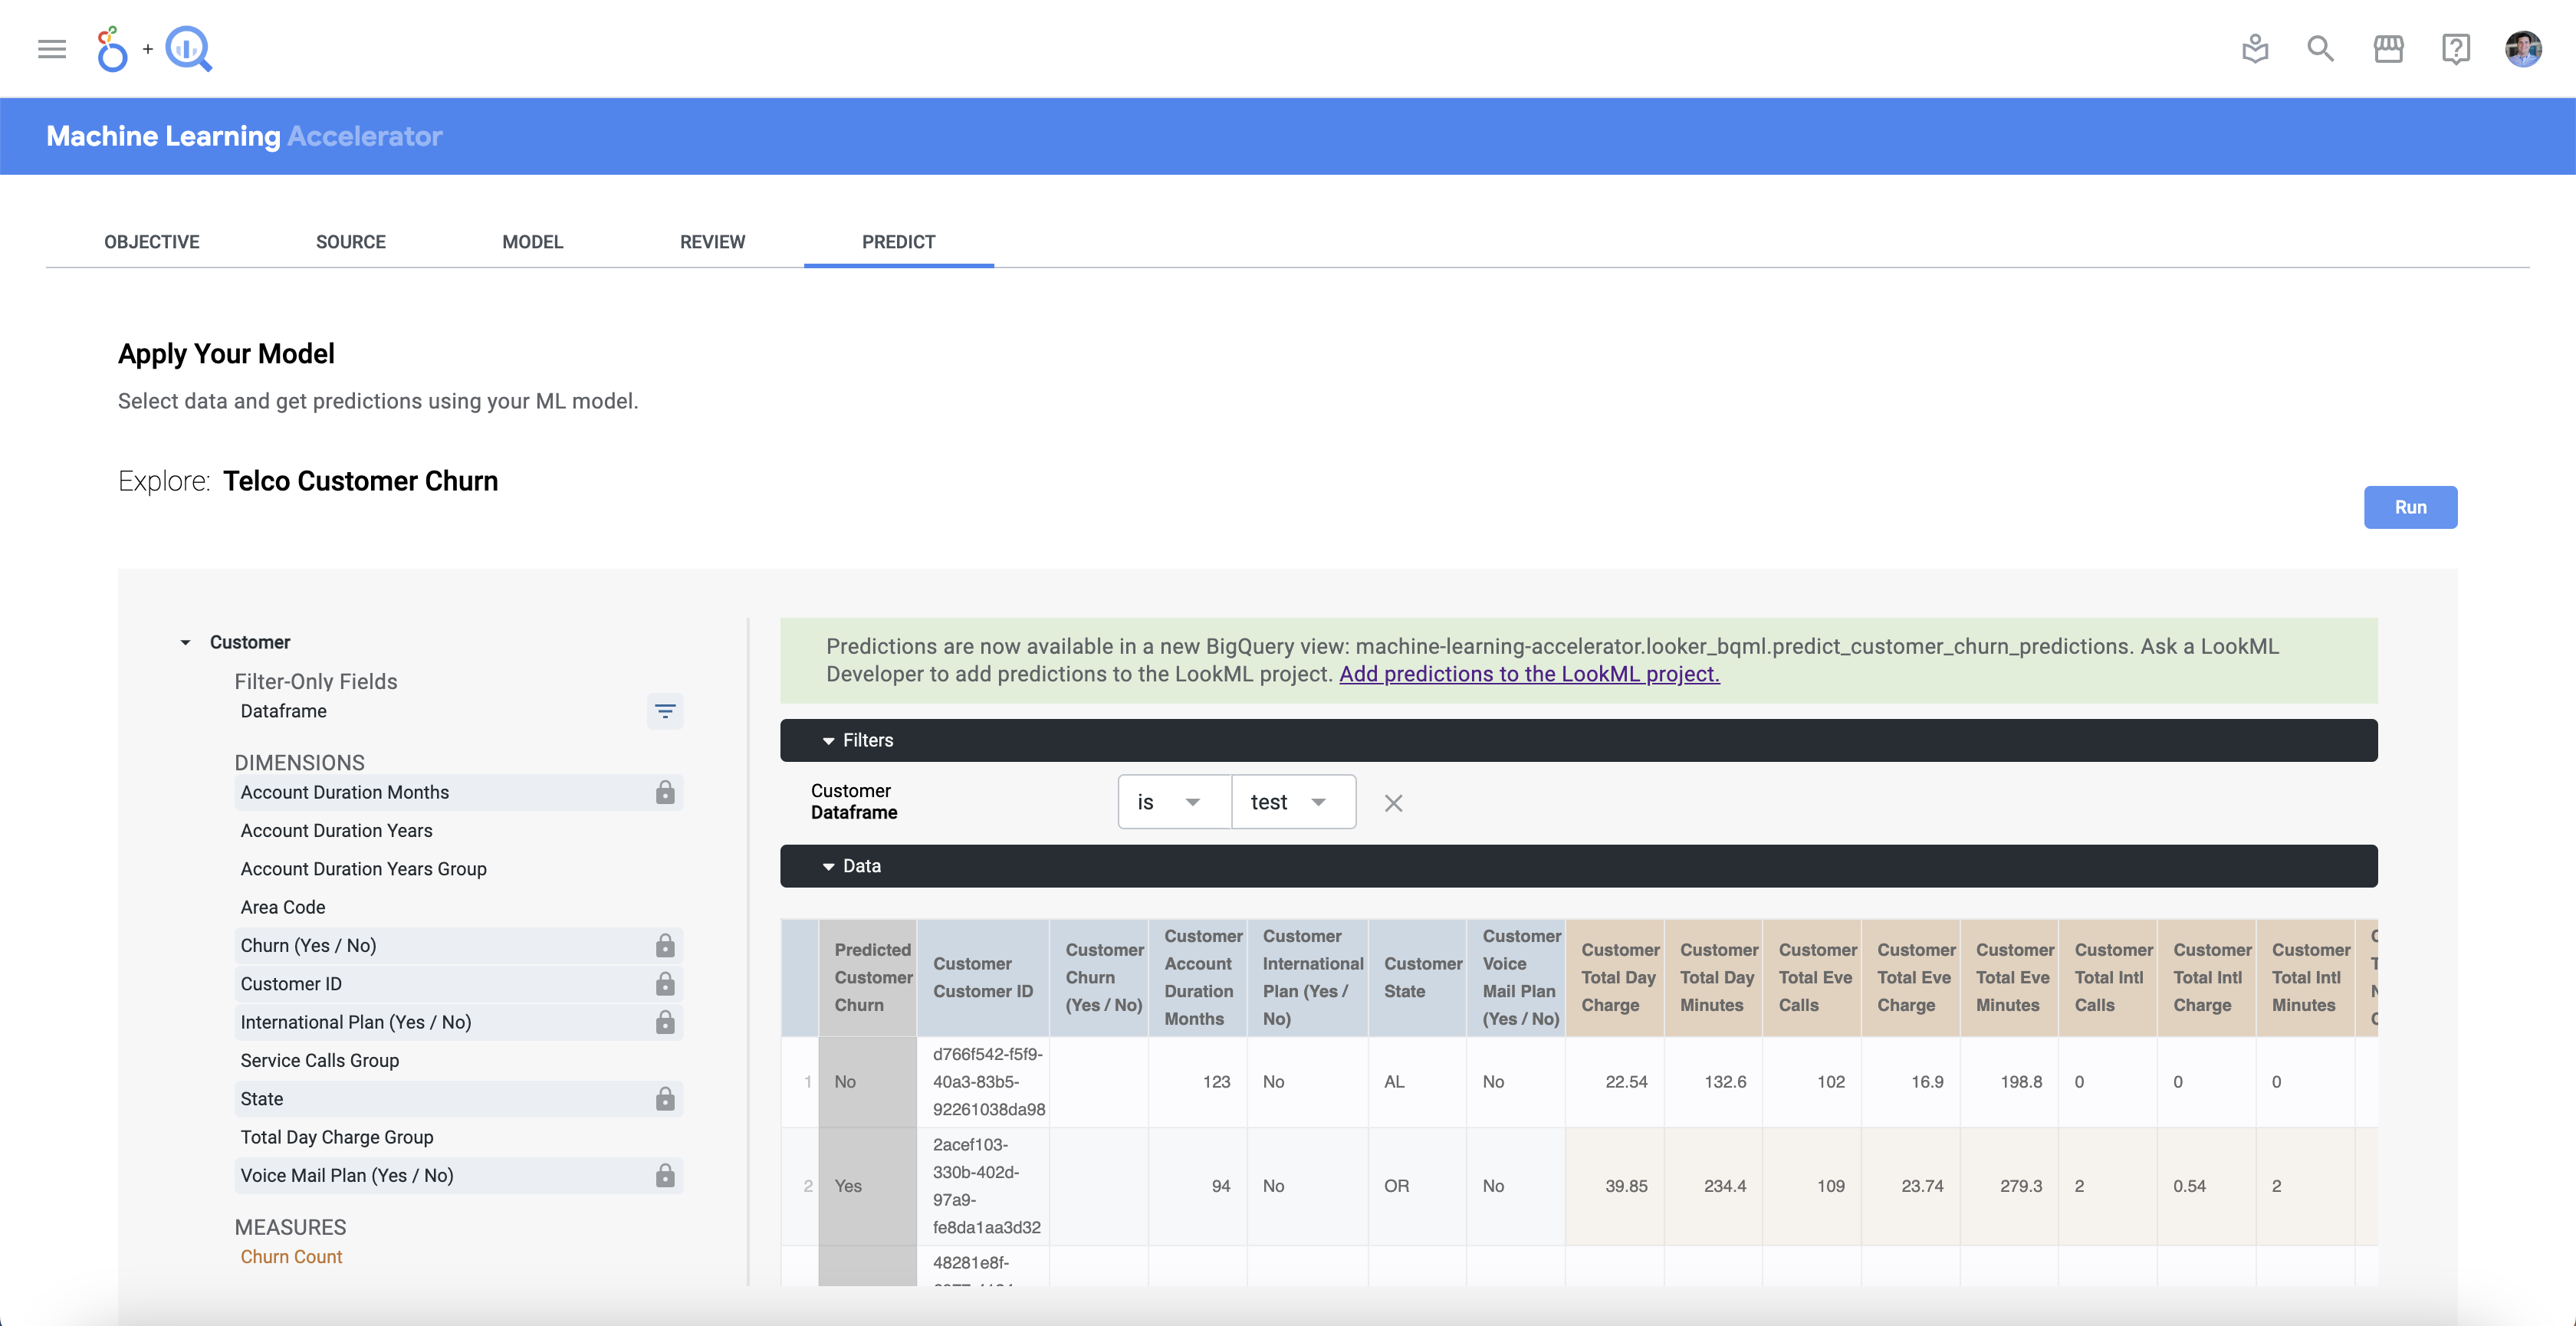 +
Machine Learning Accelerator
OBJECTIVE SOURCE MODEL REVIEW PREDICT
Apply Your Model
Select data and get predictions using your ML model.
Explore: Telco Customer Churn
Run
Customer
Filter-Only Fields
Dataframe
DIMENSIONS
Account Duration Months
Account Duration Years
Account Duration Years Group
Area Code
Churn (Yes / No)
Customer ID
International Plan (Yes / No)
Service Calls Group
State
Total Day Charge Group
Voice Mail Plan (Yes / No)
MEASURES
Churn Count
Predictions are now available in a new BigQuery view: machine-learning-accelerator.looker_bqml.predict_customer_churn_predictions. Ask a LookML
Developer to add predictions to the LookML project. Add predictions to the LookML project.
Filters
Customer
Dataframe
is
test
Data
Predicted
Customer
Churn
Customer
Customer ID
Customer
Churn
(Yes / No)
Customer
Account
Duration
Months
Customer
International
Plan (Yes /
No)
Customer
State
Customer
Voice
Mail Plan
(Yes / No)
Customer
Total Day
Charge
Customer
Total Day
Minutes
Customer
Total Eve
Calls
Customer
Total Eve
Charge
Customer
Total Eve
Minutes
Customer
Total Intl
Calls
Customer
Total Intl
Charge
Customer
Total Intl
Minutes
1
No
d766f542-f5f9-
40a3-83b5-
92261038da98
123
No
AL
No
22.54
132.6
102
16.9
198.8
0
0
0
2
Yes
2acef103-
330b-402d-
97a9-
fe8da1aa3d32
94
No
OR
No
39.85
234.4
109
23.74
279.3
2
0.54
2
48281e8f-